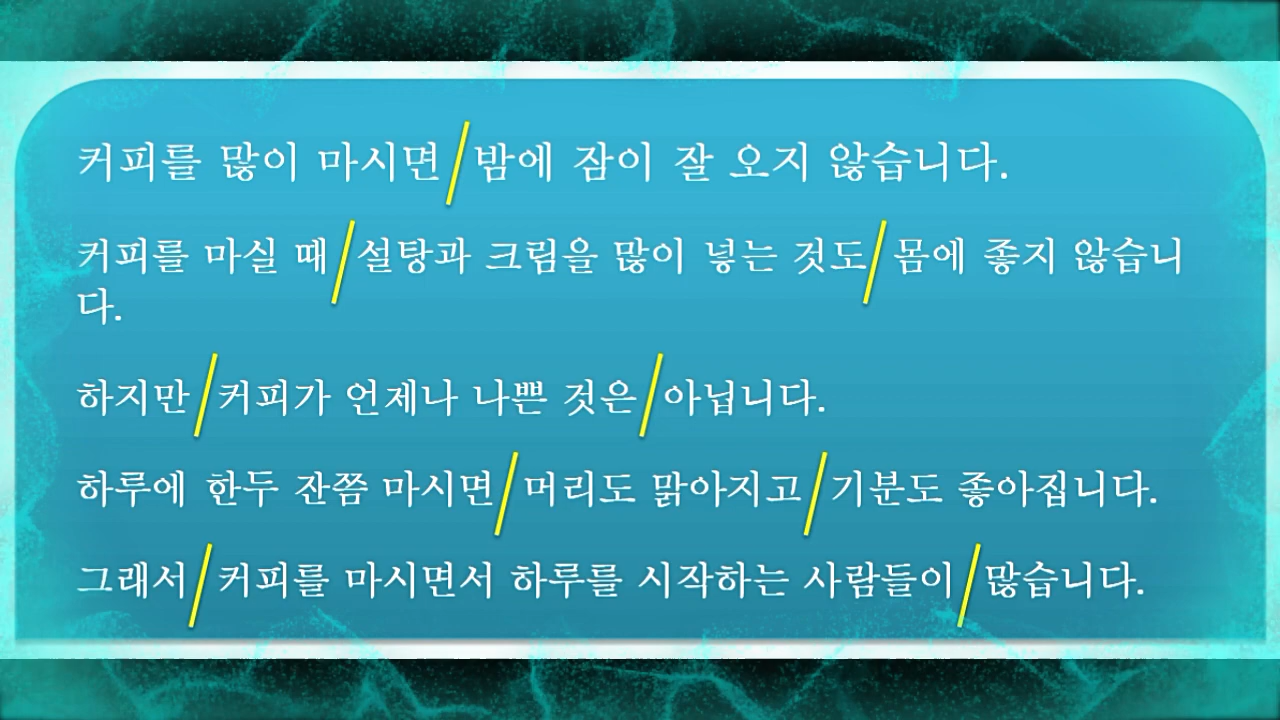 커피를 많이 마시면/밤에 잠이 잘 오지 않습니다.
커피를 마실 때/설탕과 크림을 많이 넣는 것도/몸에 좋지 않습니
다.
하지만/커피가 언제나 나쁜 것은/아닙니다.
하루에 한두 잔쯤 마시면/머리도 맑아지고/기분도 좋아집니다.
그래서/커피를 마시면서 하루를 시작하는 사람들이/많습니다.